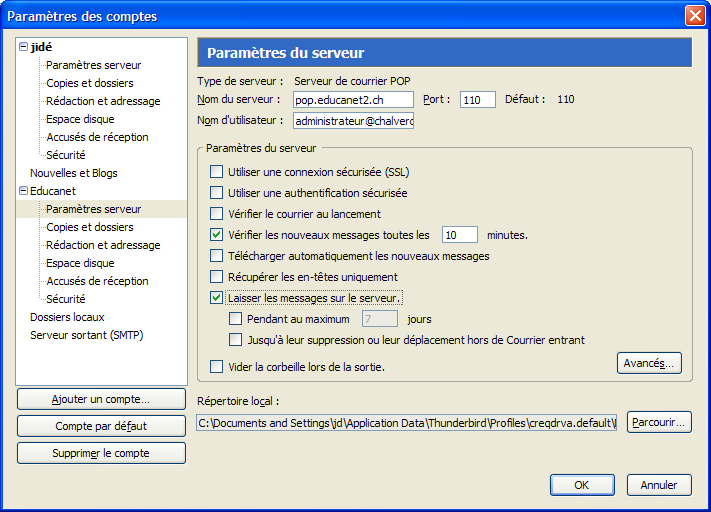 Paramètres des comptes
jidé
Paramètres serveur
Copies et dossiers
Rédaction et adressage
Espace disque
Accusés de réception
Sécurité
Nouvelles et Blogs
Educanet
Paramètres serveur
Copies et dossiers
Rédaction et adressage
Espace disque
Accusés de réception
Sécurité
Dossiers locaux
Serveur sortant (SMTP)
Ajouter un compte...
Compte par défaut
Supprimer le compte
Paramètres du serveur
Type de serveur : Serveur de courrier POP
Nom du serveur : pop.educanet2.ch Port : 110 Défaut : 110
Nom d'utilisateur : administrateur@chalverc
Paramètres du serveur
Utiliser une connexion sécurisée (SSL)
Utiliser une authentification sécurisée
Vérifier le courrier au lancement
Vérifier les nouveaux messages toutes les 10 minutes.
Télécharger automatiquement les nouveaux messages
Récupérer les en-têtes uniquement
Laisser les messages sur le serveur.
Pendant au maximum 7 jours
Jusqu'à leur suppression ou leur déplacement hors de Courrier entrant
Vider la corbeille lors de la sortie.
Avancés...
Répertoire local :
C:\Documents and Settings\jd\Application Data\Thunderbird\Profiles\creqdrva.default\
Parcourir...
OK
Annuler